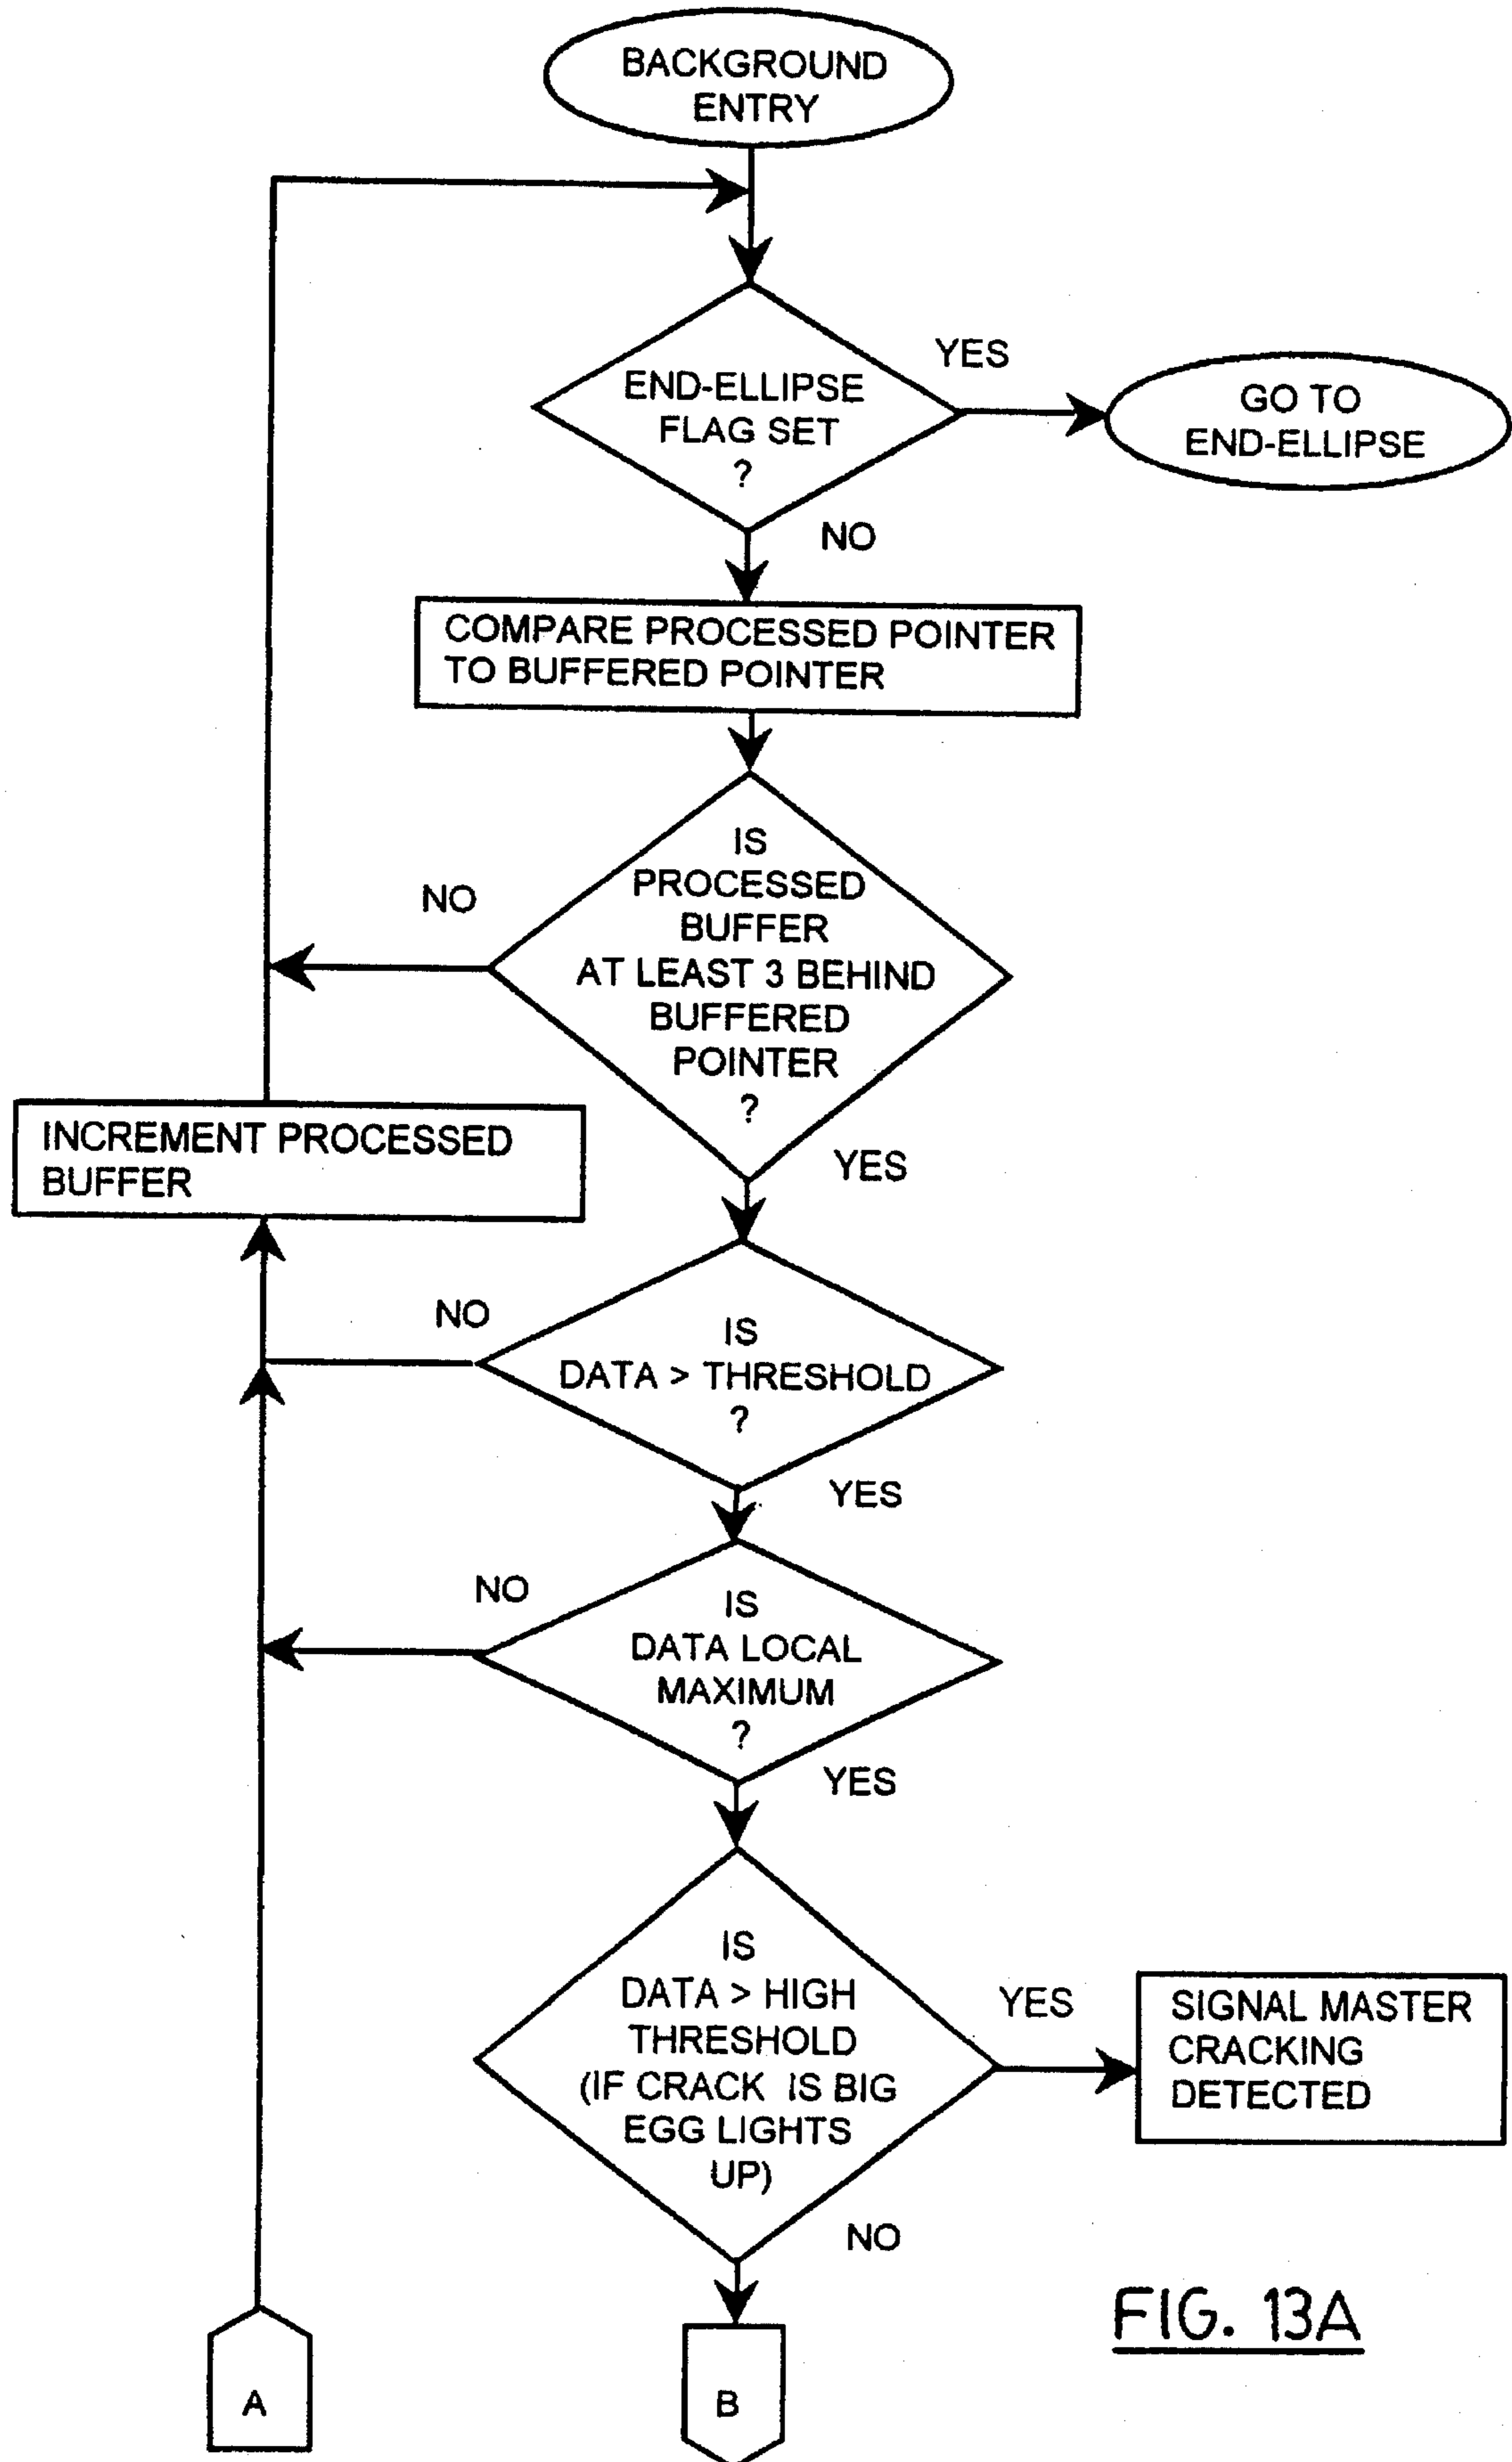 BACKGROUND
ENTRY
YES
END-ELLIPSE
FLAG SET
?
GO TO
END-ELLIPSE
NO
COMPARE PROCESSED POINTER
TO BUFFERED POINTER
IS
PROCESSED
BUFFER
AT LEAST 3 BEHIND
BUFFERED
POINTER
?
NO
YES
INCREMENT PROCESSED
BUFFER
NO
IS
DATA > THRESHOLD
?
YES
NO
IS
DATA LOCAL
MAXIMUM
?
YES
IS
DATA > HIGH
THRESHOLD
(IF CRACK IS BIG
EGG LIGHTS
UP)
YES
SIGNAL MASTER
CRACKING
DETECTED
NO
A
B
FIG. 13A